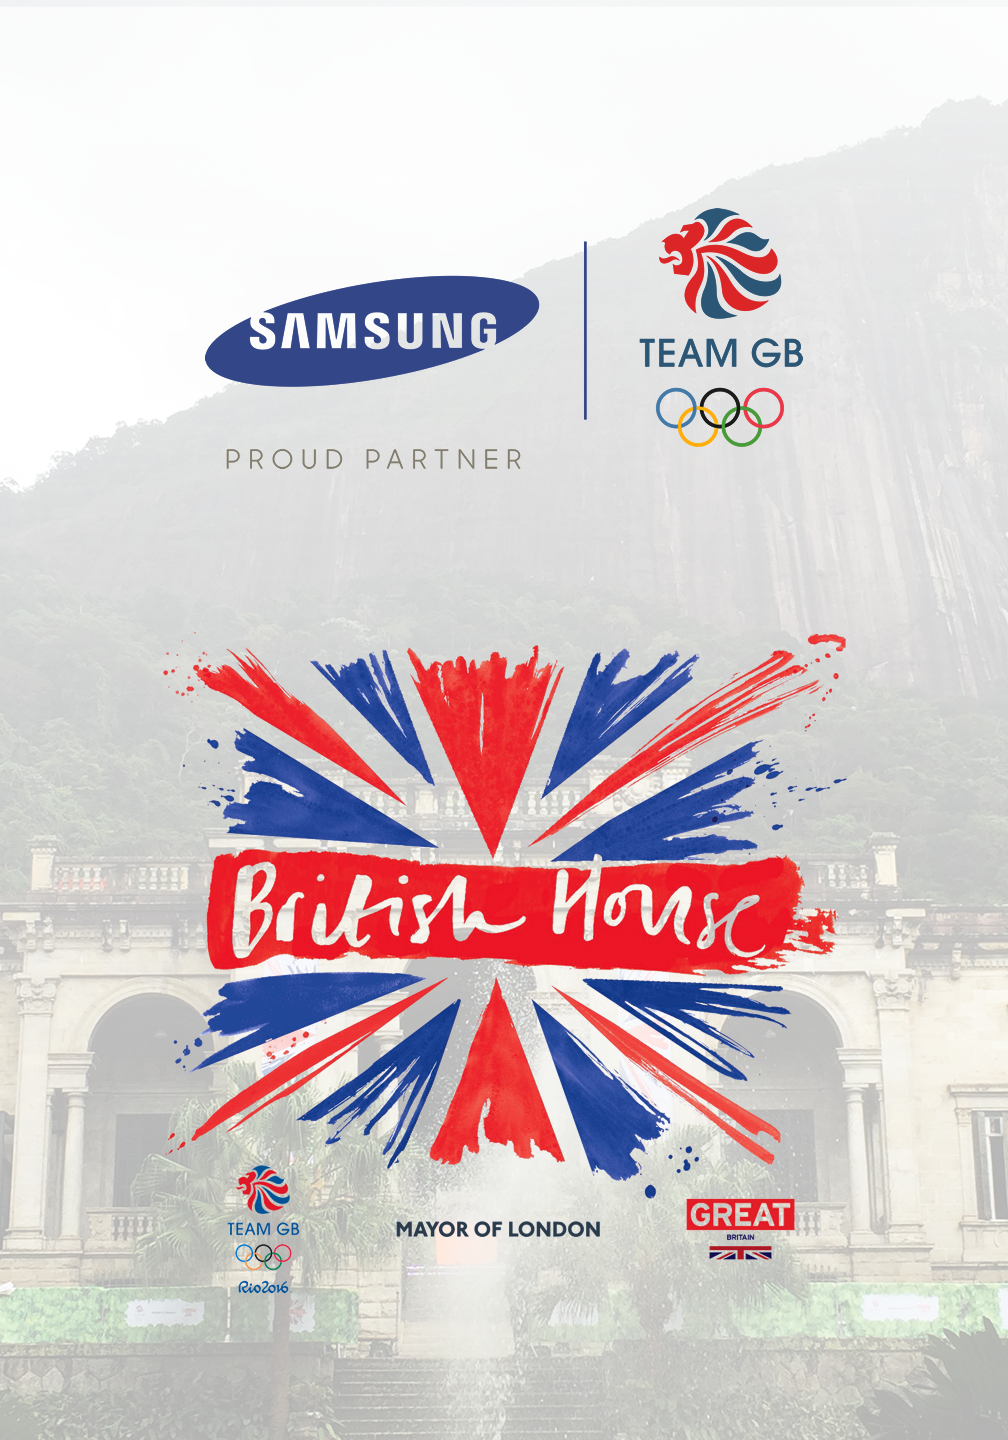 SAMSUNG
PROUD PARTNER
TEAM GB
British House
TEAM GB
Rio2016
MAYOR OF LONDON
GREAT
BRITAIN